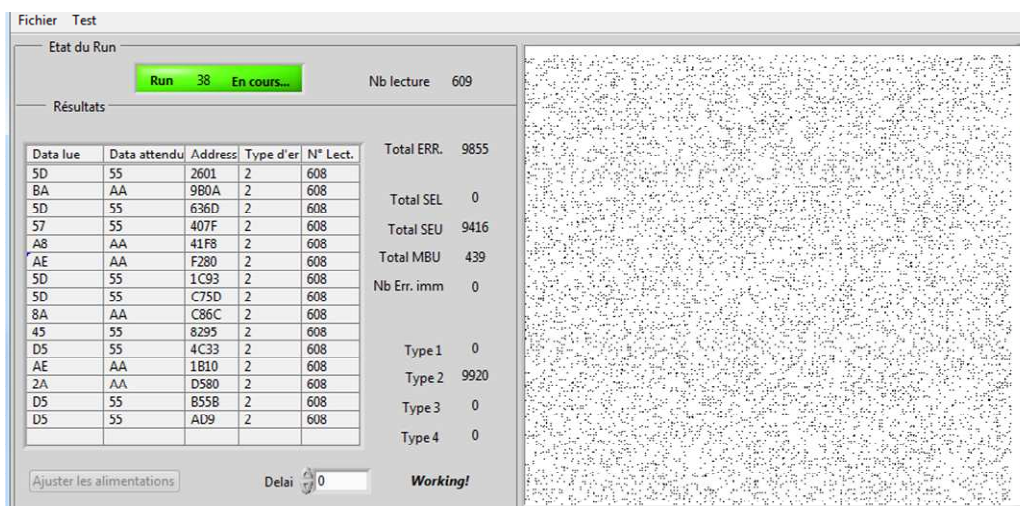 Fichier Test
Etat du Run
Run 38 En cours... Nb lecture 609
Résultats
Data lue Data attendu Address Type d'er N° Lect.
5D 55 2601 2 608
BA AA 9B0A 2 608
5D 55 636D 2 608
57 55 407F 2 608
A8 AA 41F8 2 608
AE AA F280 2 608
5D 55 1C93 2 608
5D 55 C75D 2 608
8A AA C86C 2 608
45 55 8295 2 608
D5 55 4C33 2 608
AE AA 1B10 2 608
2A AA D580 2 608
D5 55 B55B 2 608
D5 55 AD9 2 608
Total ERR. 9855
Total SEL 0
Total SEU 9416
Total MBU 439
Nb Err. imm 0
Type 1 0
Type 2 9920
Type 3 0
Type 4 0
Ajuster les alimentations Delai 0 Working!